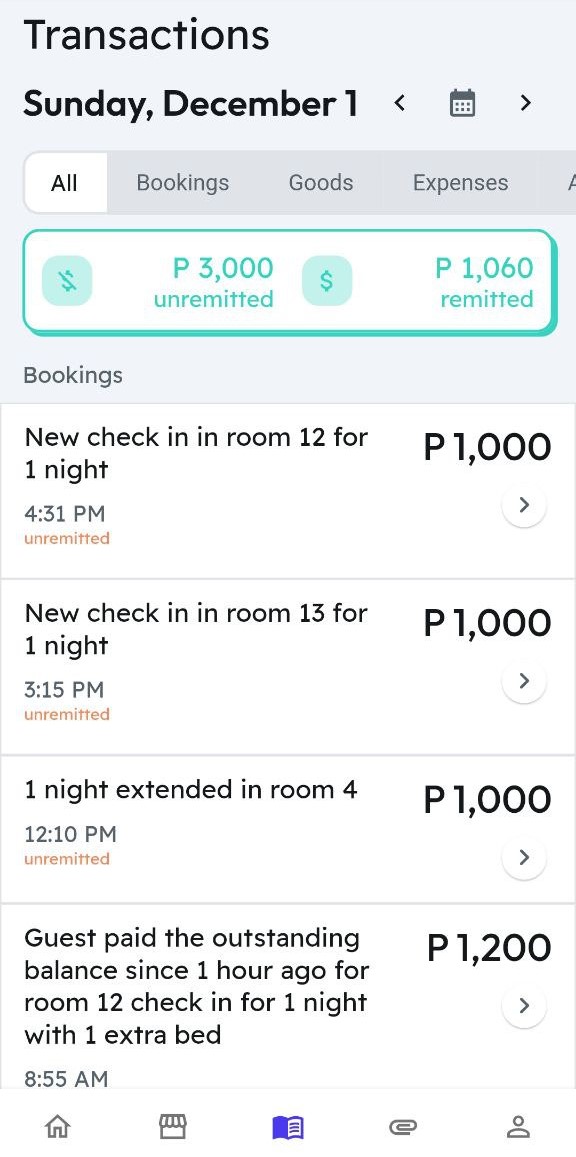 Transactions
Sunday, December 1
All Bookings Goods Expenses A
P 3,000 P 1,060
unremitted remitted
Bookings
New check in in room 12 for P 1,000
1 night
4:31 PM
unremitted
New check in in room 13 for P 1,000
1 night
3:15 PM
unremitted
1 night extended in room 4 P 1,000
12:10 PM
unremitted
Guest paid the outstanding P 1,200
balance since 1 hour ago for
room 12 check in for 1 night
with 1 extra bed
8:55 AM